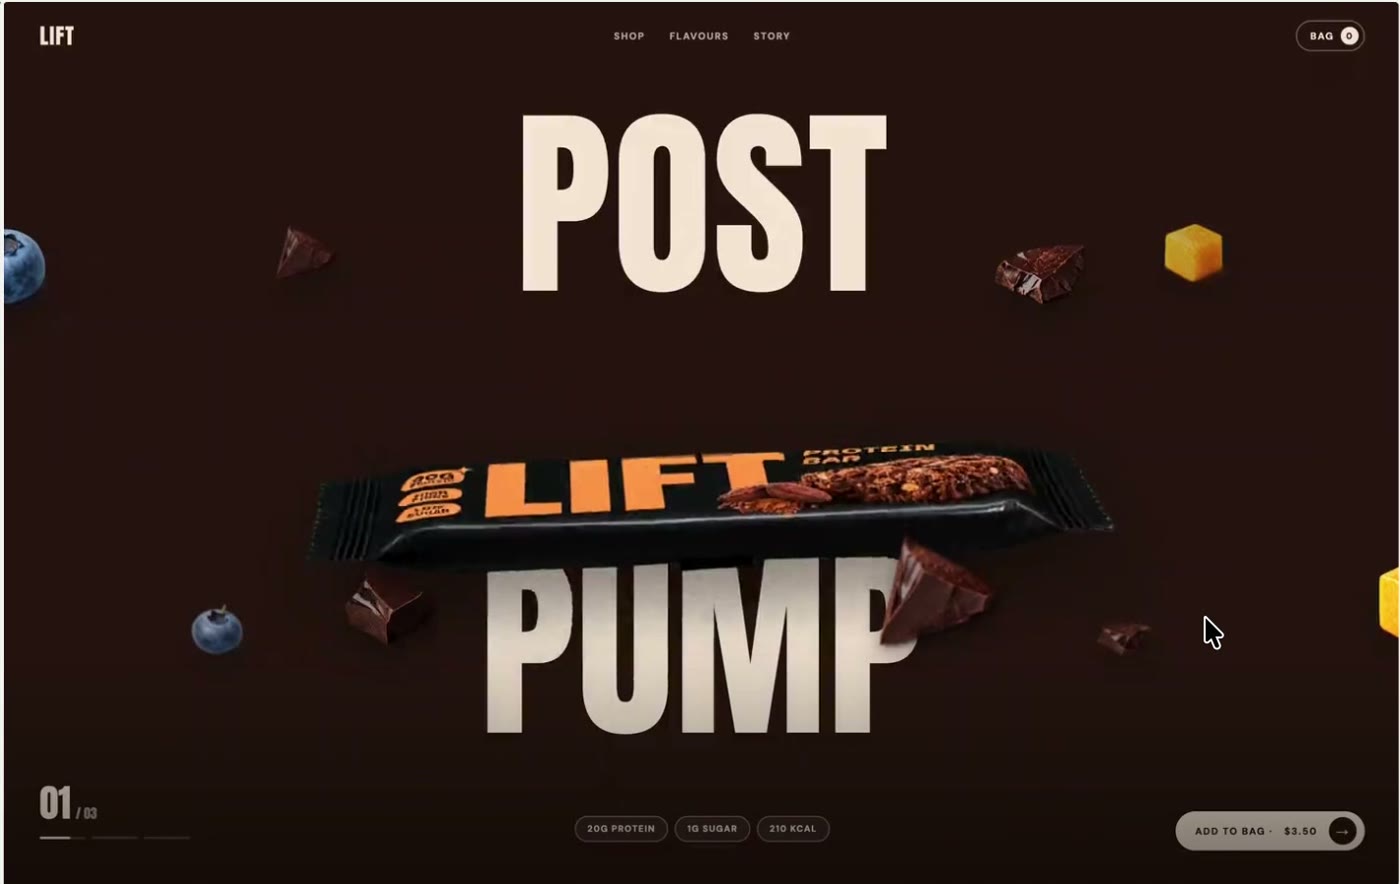 LIFT
SHOP FLAVOURS STORY
BAG 0
POST
LIFT
PROTEIN
BAR
PUMP
01 / 03
20G PROTEIN 1G SUGAR 210 KCAL
ADD TO BAG · $3.50 →